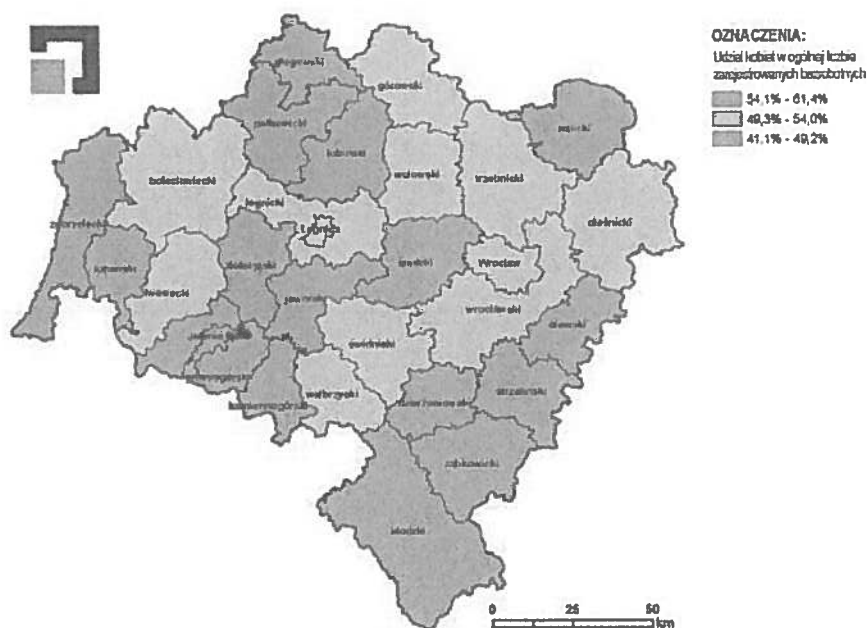 OZNACZENIA:
Udział kobiet w ogólnej liczbie
zarejestrowanych bezrobotnych
54,1% - 61,4%
49,3% - 54,0%
41,1% - 49,2%
głogowski
górowski
polkowicki
lubiński
milicki
bolesławiecki
wołowski
trzebnicki
legnicki
Legnica
oleśnicki
zgorzelecki
lubański
złotoryjski
średzki
Wrocław
lwówecki
jaworski
wrocławski
oławski
świdnicki
kamiennogórski
wałbrzyski
dzierżoniowski
strzeliński
ząbkowicki
kłodzki
0 25 50
km